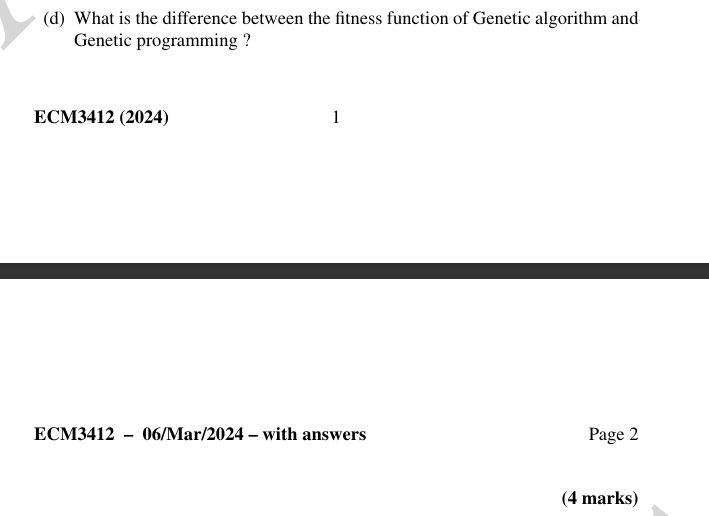 (d) What is the difference between the fitness function of Genetic algorithm and
Genetic programming ?
ECM3412 (2024) 1
ECM3412 – 06/Mar/2024 – with answers Page 2
(4 marks)